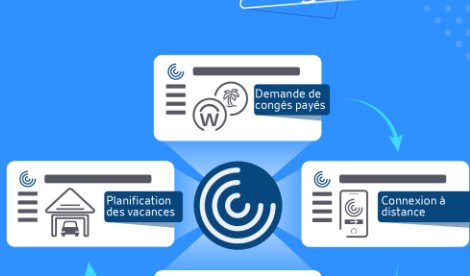 Demande de
congés payés
W
Planification
des vacances
Connexion à
distance